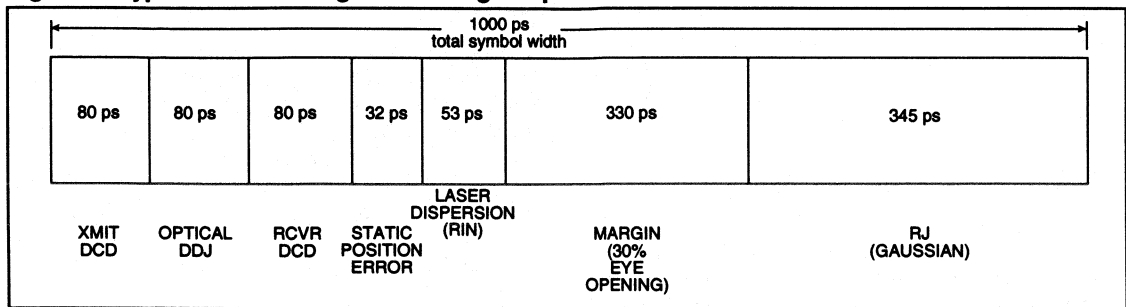 1000 ps
total symbol width
80 ps
80 ps
80 ps
32 ps
53 ps
330 ps
345 ps
XMIT
DCD
OPTICAL
DDJ
RCVR
DCD
STATIC
POSITION
ERROR
LASER
DISPERSION
(RIN)
MARGIN
(30%
EYE
OPENING)
RJ
(GAUSSIAN)